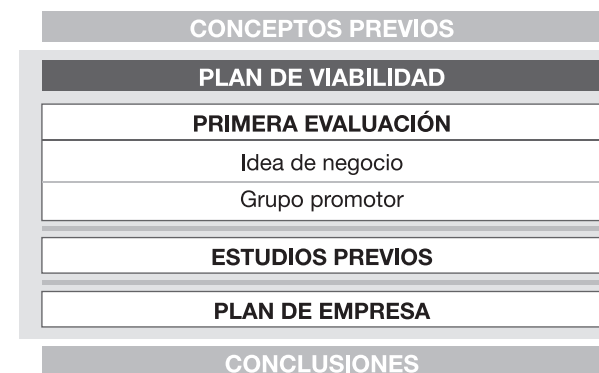 CONCEPTOS PREVIOS
PLAN DE VIABILIDAD
PRIMERA EVALUACIÓN
Idea de negocio
Grupo promotor
ESTUDIOS PREVIOS
PLAN DE EMPRESA
CONCLUSIONES